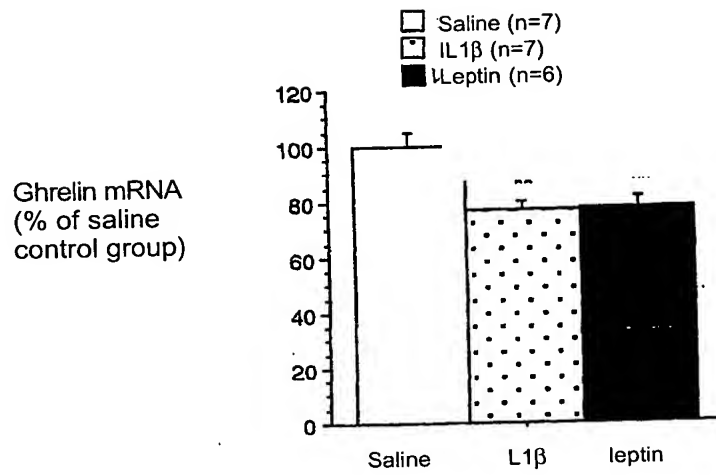 Saline (n=7)
IL1β (n=7)
Leptin (n=6)
120
100
80
60
40
20
0
Ghrelin mRNA
(% of saline
control group)
Saline
L1β
leptin